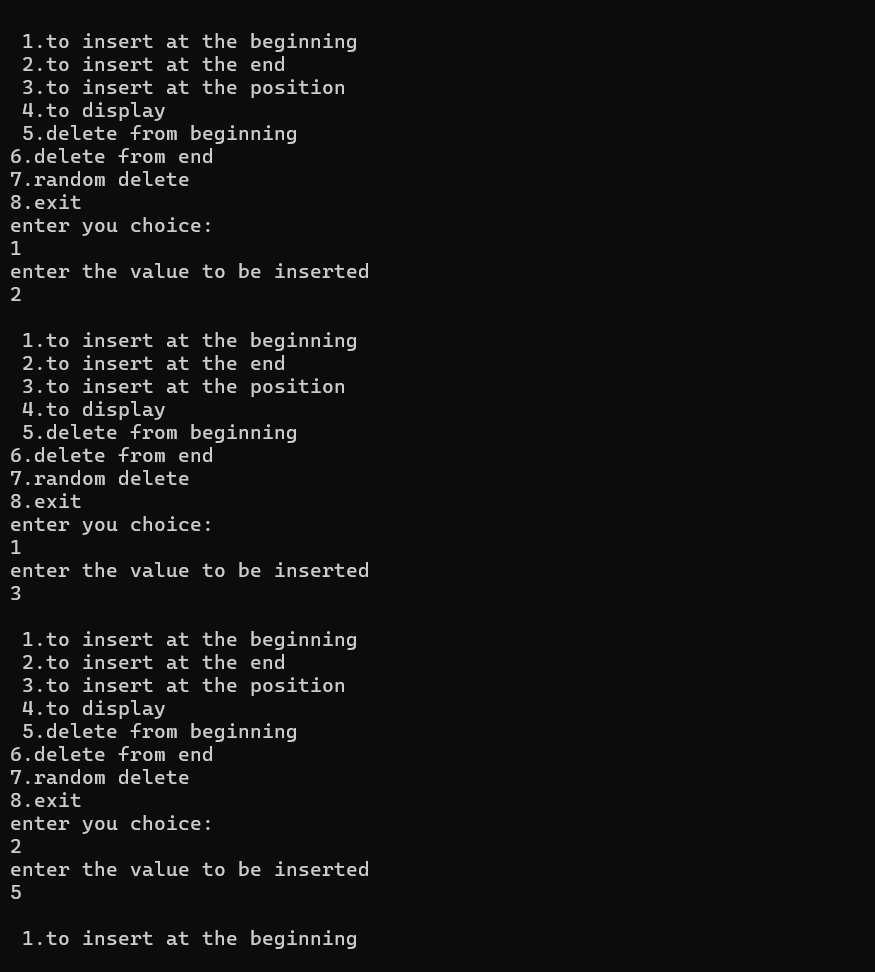 1.to insert at the beginning
2.to insert at the end
3.to insert at the position
4.to display
5.delete from beginning
6.delete from end
7.random delete
8.exit
enter you choice:
1
enter the value to be inserted
2
1.to insert at the beginning
2.to insert at the end
3.to insert at the position
4.to display
5.delete from beginning
6.delete from end
7.random delete
8.exit
enter you choice:
1
enter the value to be inserted
3
1.to insert at the beginning
2.to insert at the end
3.to insert at the position
4.to display
5.delete from beginning
6.delete from end
7.random delete
8.exit
enter you choice:
2
enter the value to be inserted
5
1.to insert at the beginning